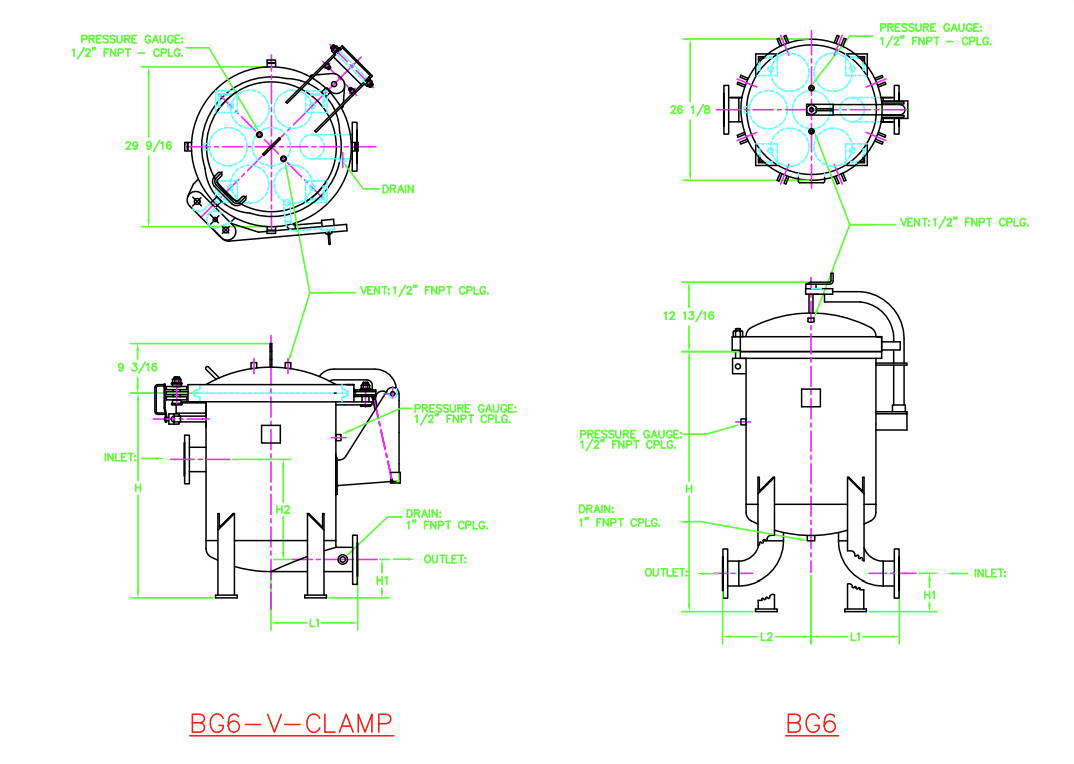 PRESSURE GAUGE:
1/2" FNPT - CPLG.
29 9/16
DRAIN
VENT:1/2" FNPT CPLG.
9 3/16
PRESSURE GAUGE:
1/2" FNPT CPLG.
INLET:
H
H2
DRAIN:
1" FNPT CPLG.
OUTLET:
H1
L1
BG6-V-CLAMP
PRESSURE GAUGE:
1/2" FNPT - CPLG.
26 1/8
VENT:1/2" FNPT CPLG.
12 13/16
PRESSURE GAUGE:
1/2" FNPT CPLG.
H
DRAIN:
1" FNPT CPLG.
OUTLET:
INLET:
H1
L2
L1
BG6